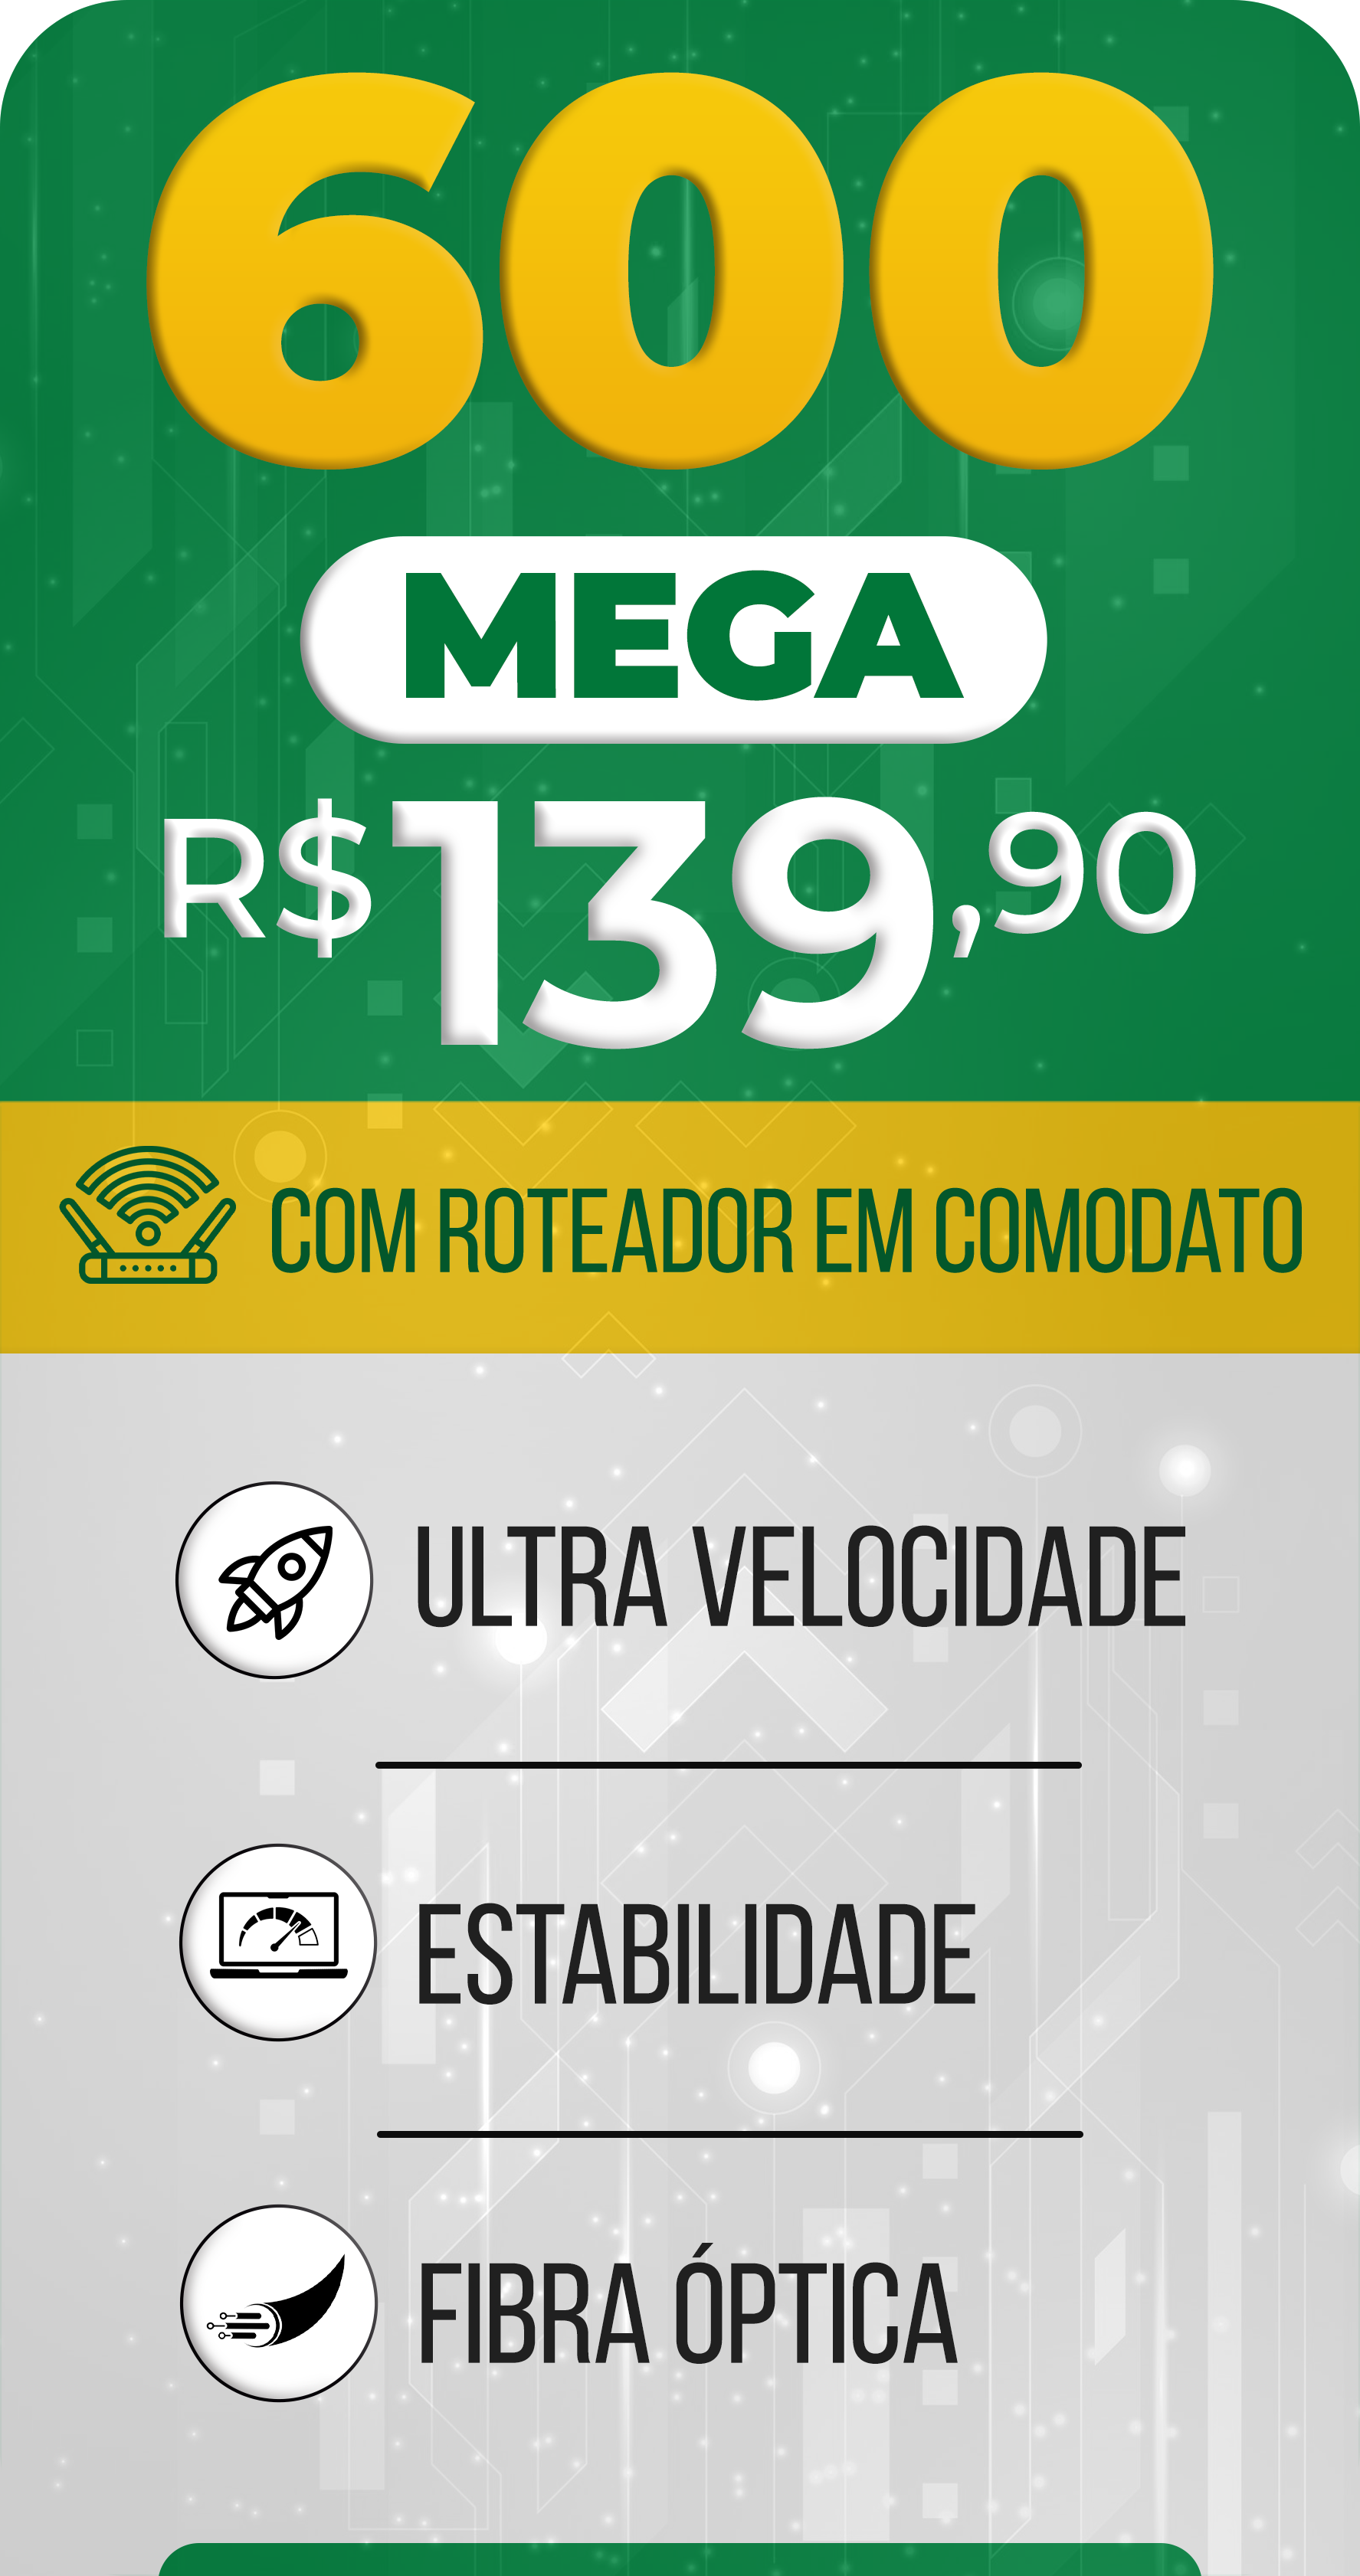 600
MEGA
R$139,90
COM ROTEADOR EM COMODATO
ULTRA VELOCIDADE
ESTABILIDADE
FIBRA ÓPTICA